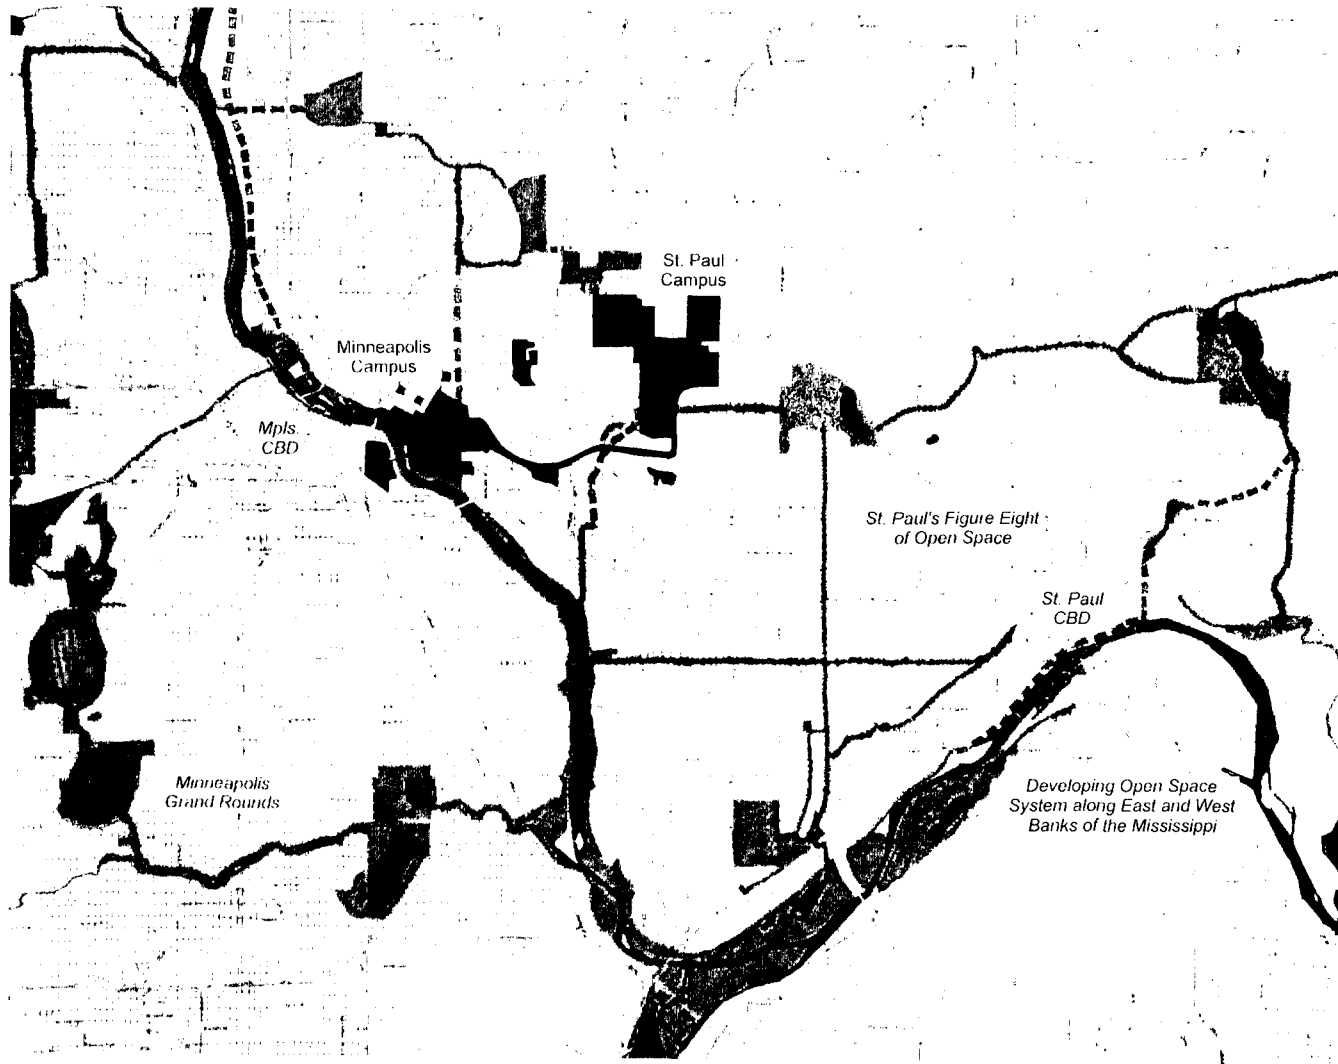 St. Paul
Campus
Minneapolis
Campus
Mpls.
CBD
St. Paul's Figure Eight
of Open Space
St. Paul
CBD
Minneapolis
Grand Rounds
Developing Open Space
System along East and West
Banks of the Mississippi